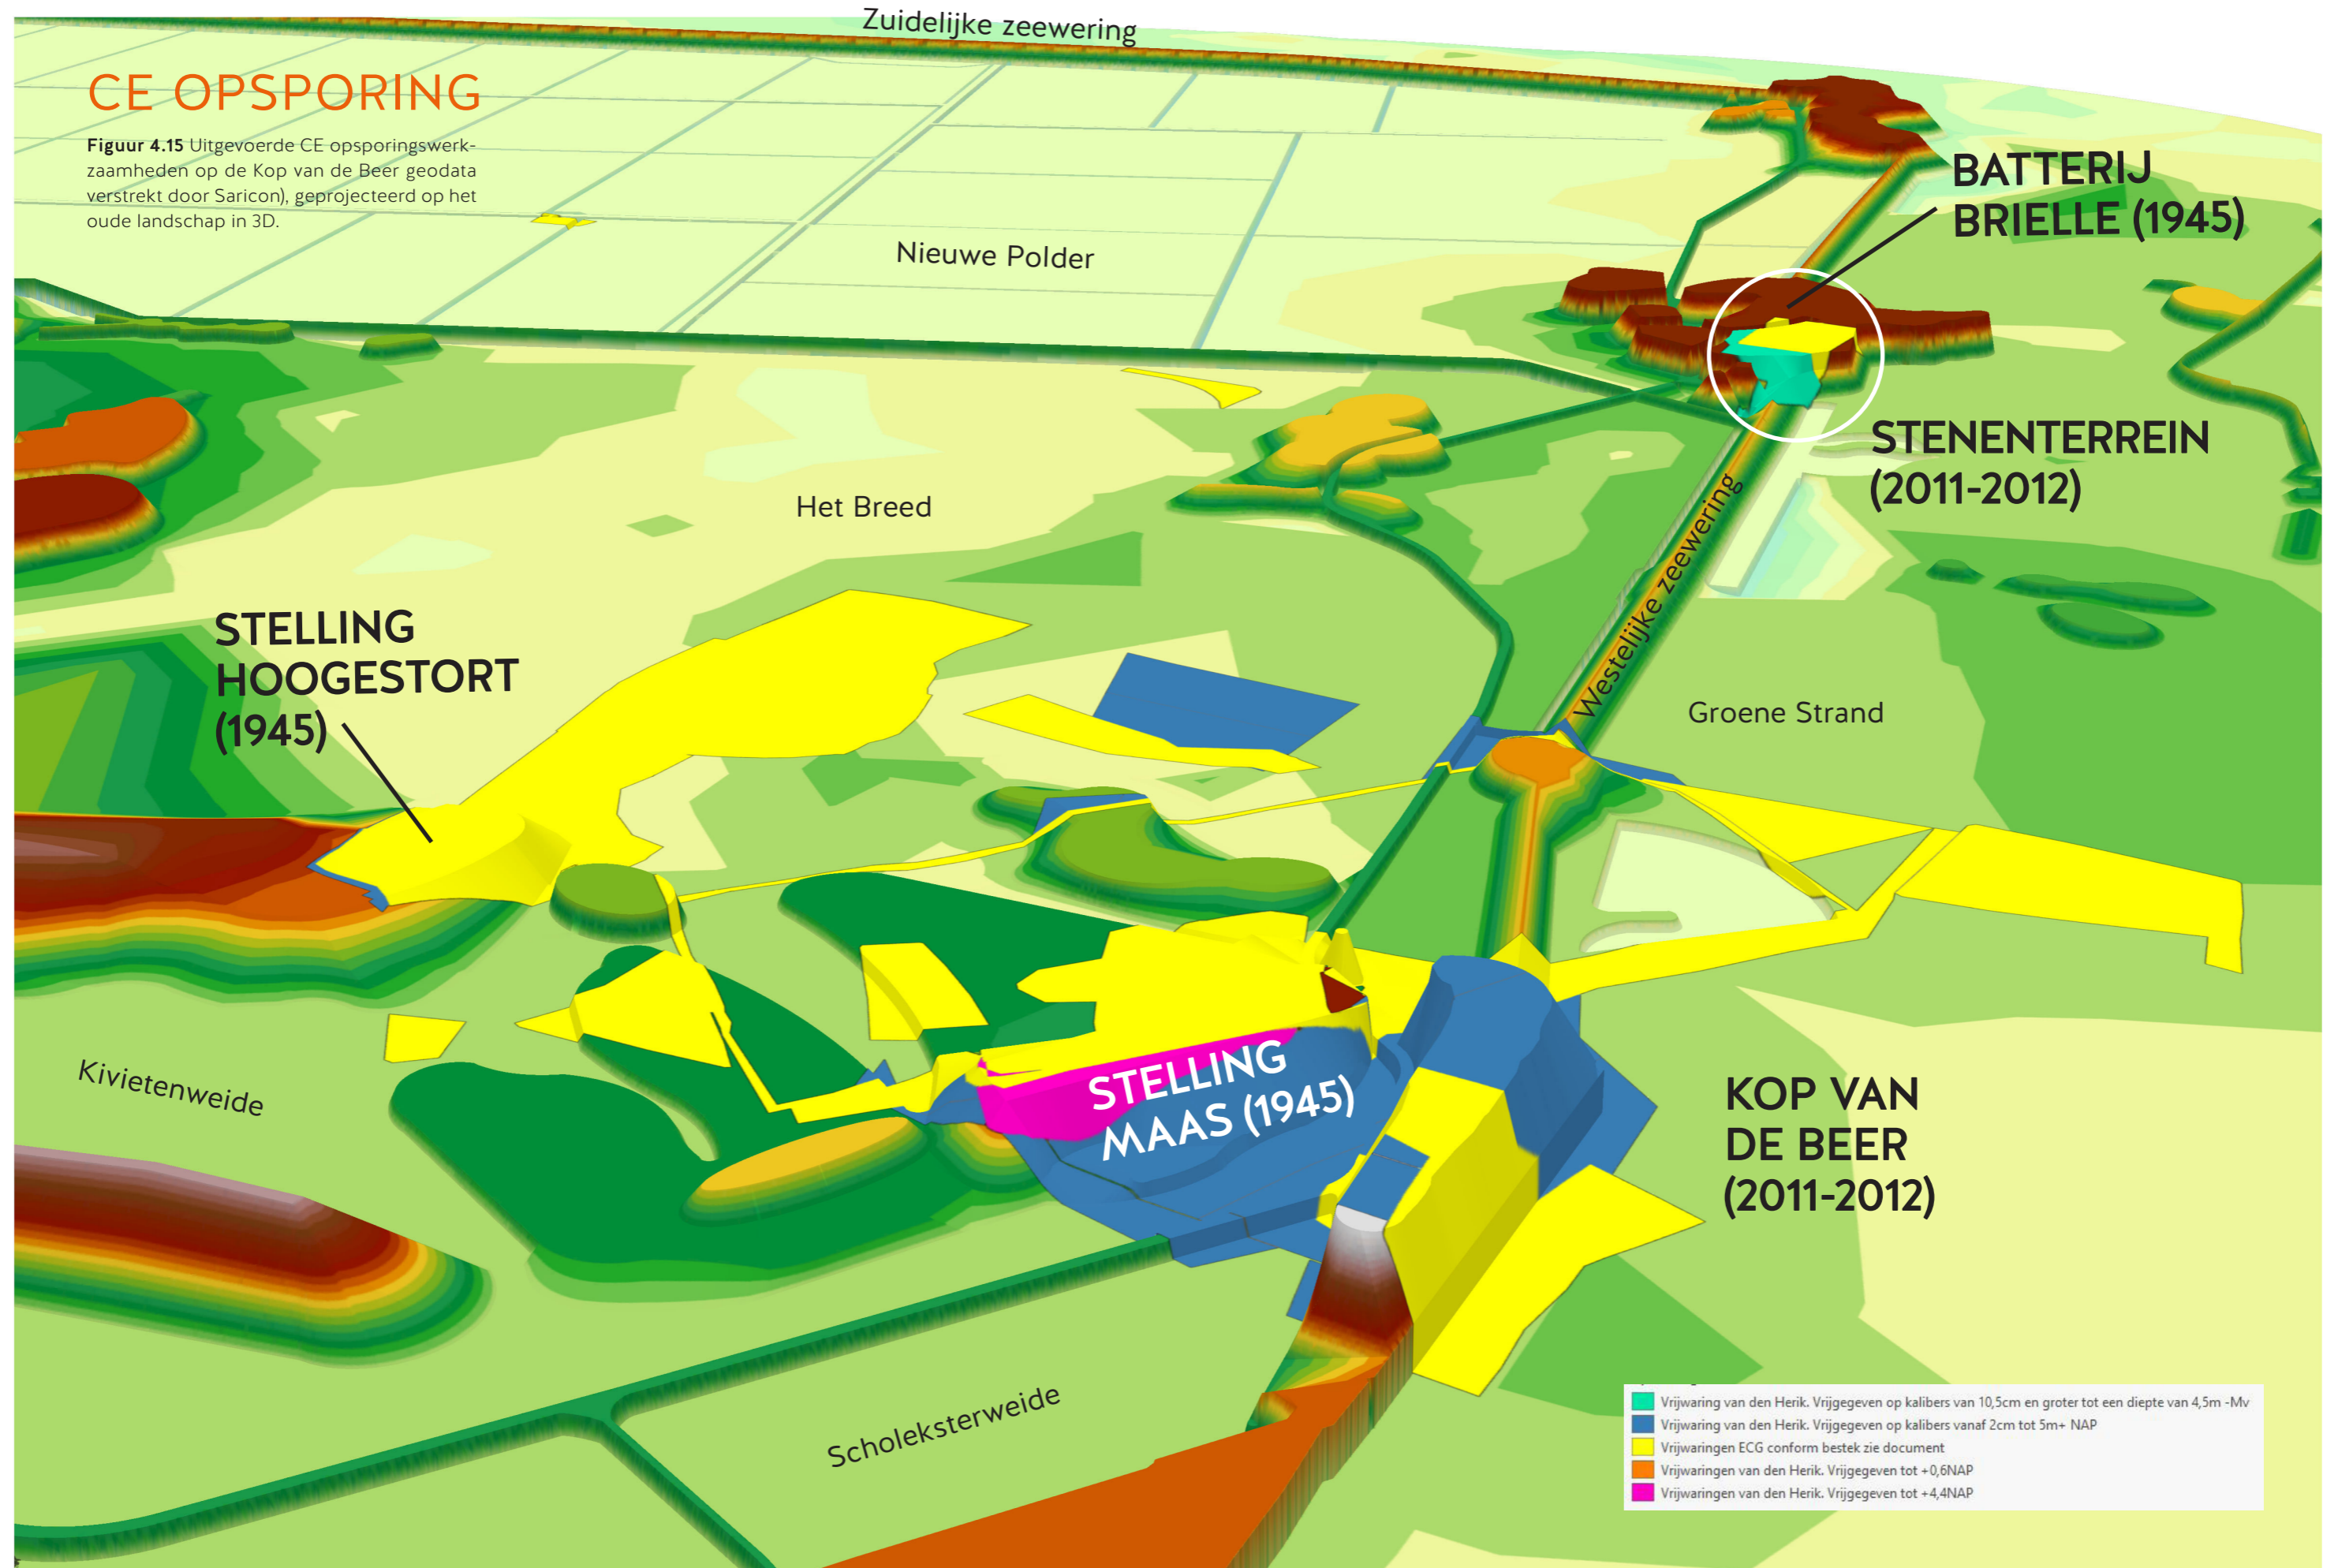 Zuidelijke zeewering
CE OPSPORING
Figuur 4.15 Uitgevoerde CE opsporingswerk-
zaamheden op de Kop van de Beer geodata
verstrekt door Saricon), geprojecteerd op het
oude landschap in 3D.
BATTERIJ
BRIELLE (1945)
Nieuwe Polder
STENENTERREIN
(2011-2012)
Het Breed
Westelijke zeewering
STELLING
HOOGESTORT
(1945)
Groene Strand
Kivietenweide
STELLING
MAAS (1945)
KOP VAN
DE BEER
(2011-2012)
Scholeksterweide
Vrijwaring van den Herik. Vrijgegeven op kalibers van 10,5cm en groter tot een diepte van 4,5m -Mv
Vrijwaring van den Herik. Vrijgegeven op kalibers vanaf 2cm tot 5m+ NAP
Vrijwaringen ECG conform bestek zie document
Vrijwaringen van den Herik. Vrijgegeven tot +0,6NAP
Vrijwaringen van den Herik. Vrijgegeven tot +4,4NAP